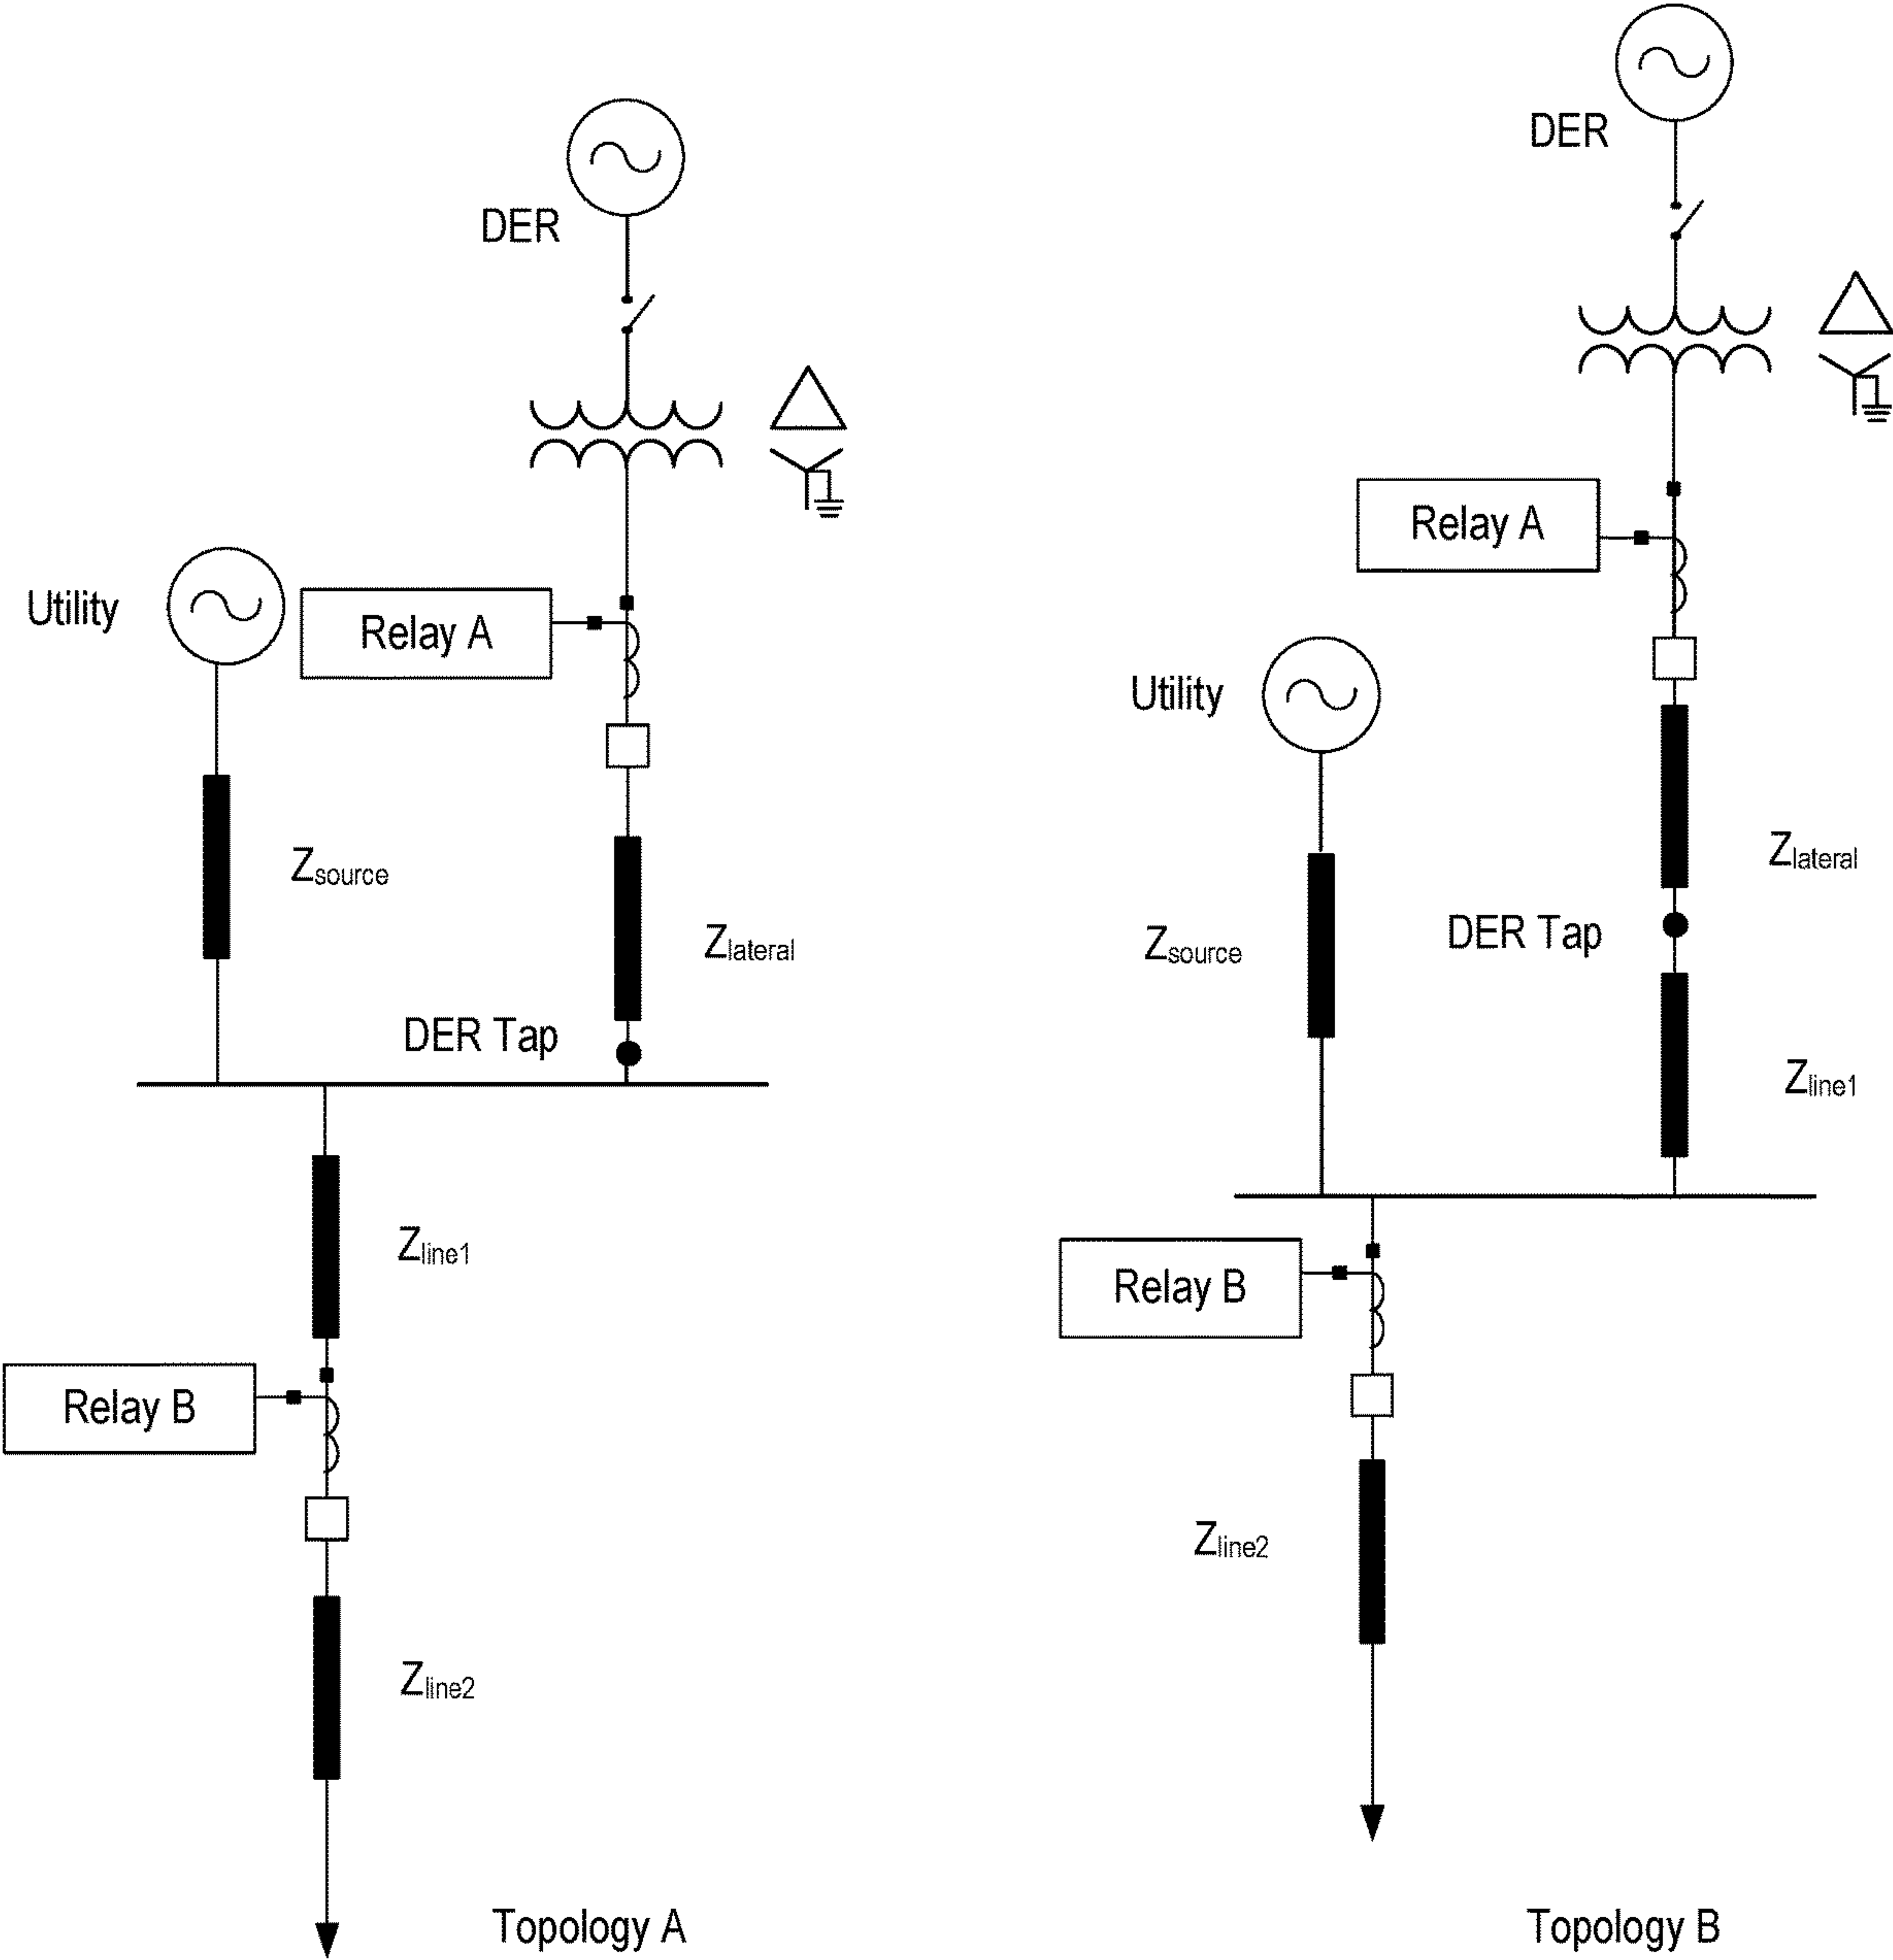 DER
Utility
Relay A
Zsource
Zlateral
DER Tap
Zline1
Relay B
Zline2
Topology A
DER
Relay A
Utility
Zlateral
DER Tap
Zsource
Zline1
Relay B
Zline2
Topology B